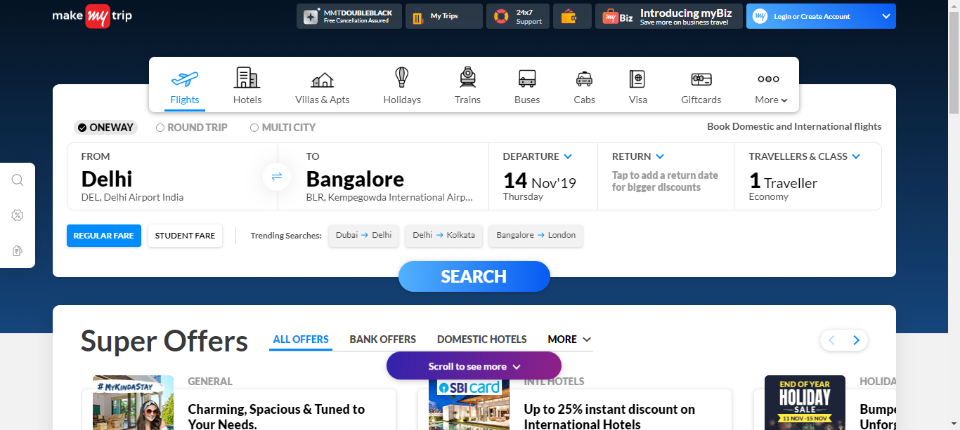 make my trip
MMTDOUBLEBLACK
Free Cancellation Assured
My Trips
24x7
Support
my Biz
Introducing myBiz
Save more on business travel
my
Login or Create Account
Flights
Hotels
Villas & Apts
Holidays
Trains
Buses
Cabs
Visa
Giftcards
More
ONEWAY
ROUND TRIP
MULTI CITY
Book Domestic and International flights
FROM
Delhi
DEL, Delhi Airport India
TO
Bangalore
BLR, Kempegowda International Airp...
DEPARTURE
14 Nov'19
Thursday
RETURN
Tap to add a return date
for bigger discounts
TRAVELLERS & CLASS
1 Traveller
Economy
REGULAR FARE
STUDENT FARE
Trending Searches:
Dubai → Delhi
Delhi → Kolkata
Bangalore → London
SEARCH
Super Offers
ALL OFFERS
BANK OFFERS
DOMESTIC HOTELS
MORE
Scroll to see more
#MYKINDASTAY
GENERAL
Charming, Spacious & Tuned to
Your Needs.
SBI card
INTL HOTELS
Up to 25% instant discount on
International Hotels
END OF YEAR
HOLIDAY
SALE
11 NOV - 15 NOV
HOLIDA
Bumpe
Unforg